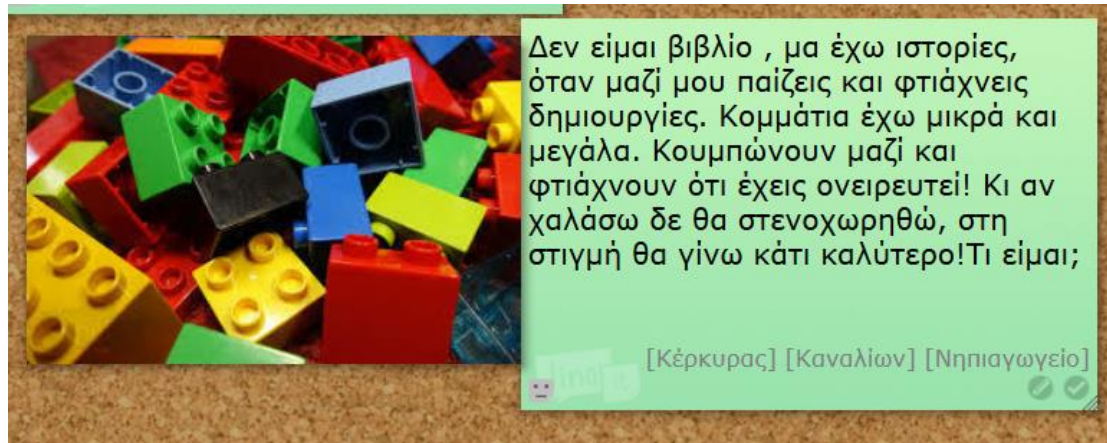 Δεν είμαι βιβλίο , μα έχω ιστορίες,
όταν μαζί μου παίζεις και φτιάχνεις
δημιουργίες. Κομμάτια έχω μικρά και
μεγάλα. Κουμπώνουν μαζί και
φτιάχνουν ότι έχεις ονειρευτεί! Κι αν
χαλάσω δε θα στενοχωρηθώ, στη
στιγμή θα γίνω κάτι καλύτερο!Τι είμαι;
[Κέρκυρας] [Καναλίων] [Νηπιαγωγείο]
lino it